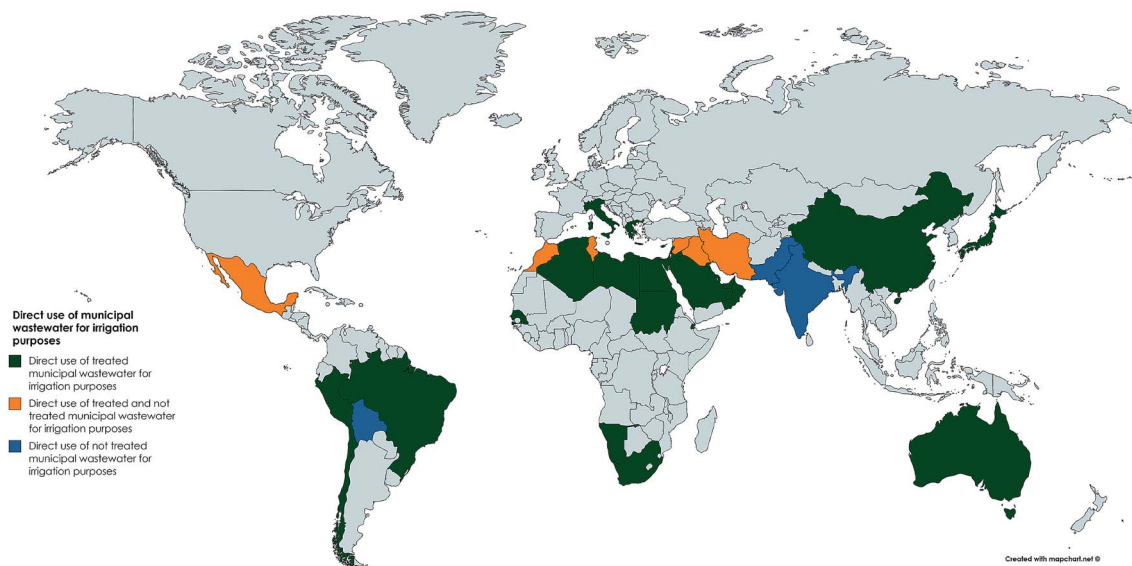 Direct use of municipal
wastewater for irrigation
purposes
Direct use of treated
municipal wastewater for
irrigation purposes
Direct use of treated and not
treated municipal wastewater
for irrigation purposes
Direct use of not treated
municipal wastewater for
irrigation purposes
Created with mapchart.net ©